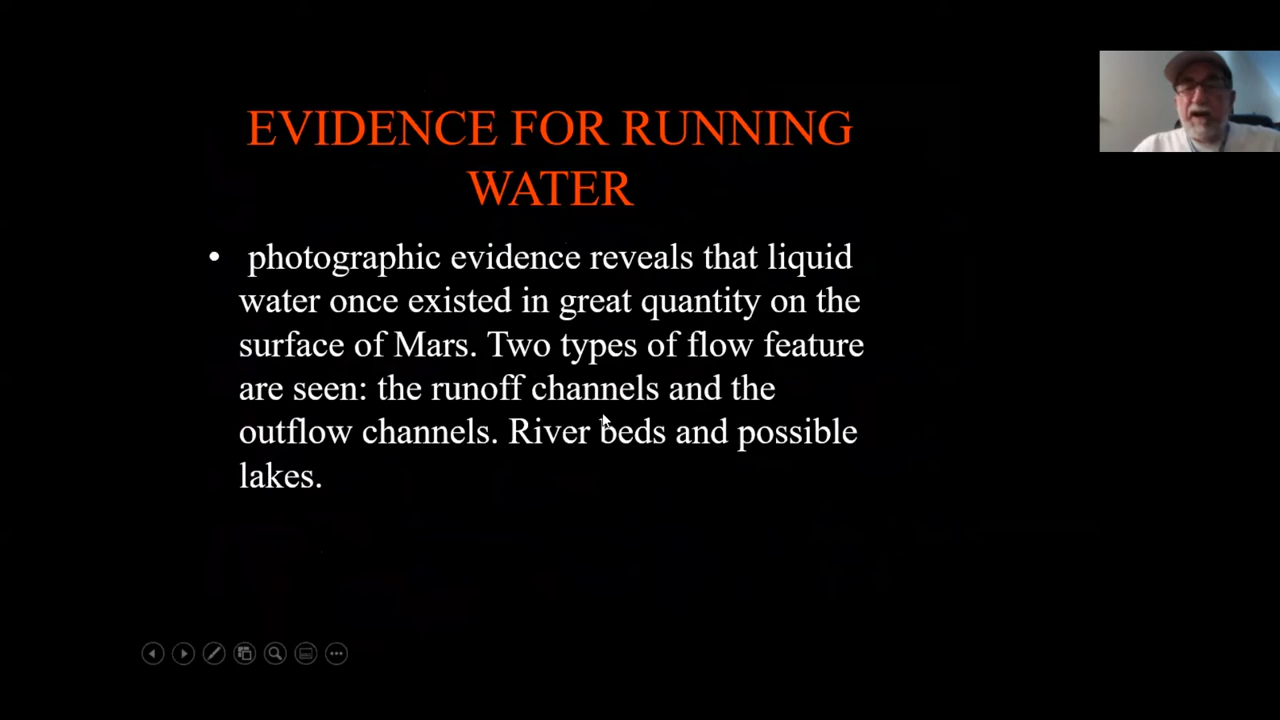 EVIDENCE FOR RUNNING
WATER
• photographic evidence reveals that liquid
water once existed in great quantity on the
surface of Mars. Two types of flow feature
are seen: the runoff channels and the
outflow channels. River beds and possible
lakes.